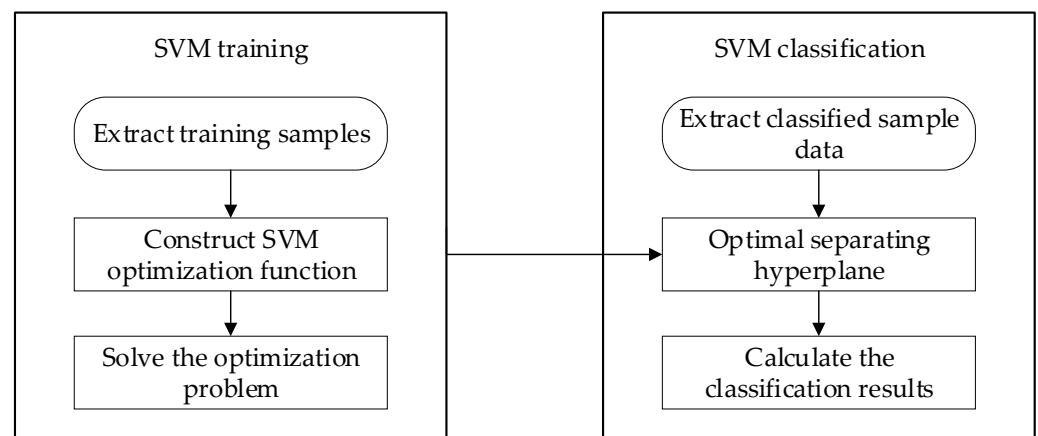 SVM training
Extract training samples
Construct SVM
optimization function
Solve the optimization
problem
SVM classification
Extract classified sample
data
Optimal separating
hyperplane
Calculate the
classification results